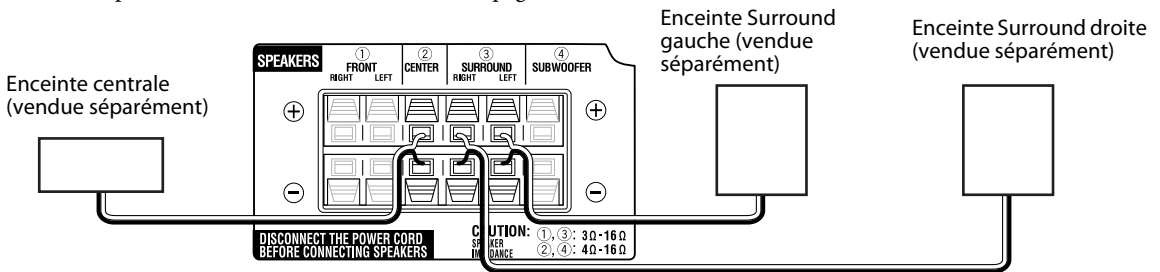 Enceinte Surround
gauche (vendue
séparément)
Enceinte Surround droite
(vendue séparément)
Enceinte centrale
(vendue séparément)
SPEAKERS
① ② ③ ④
FRONT CENTER SURROUND SUBWOOFER
RIGHT LEFT RIGHT LEFT
+ +
− −
DISCONNECT THE POWER CORD
BEFORE CONNECTING SPEAKERS
CAUTION:
SPEAKER
IMPEDANCE
①, ③: 3Ω-16Ω
②, ④: 4Ω-16Ω